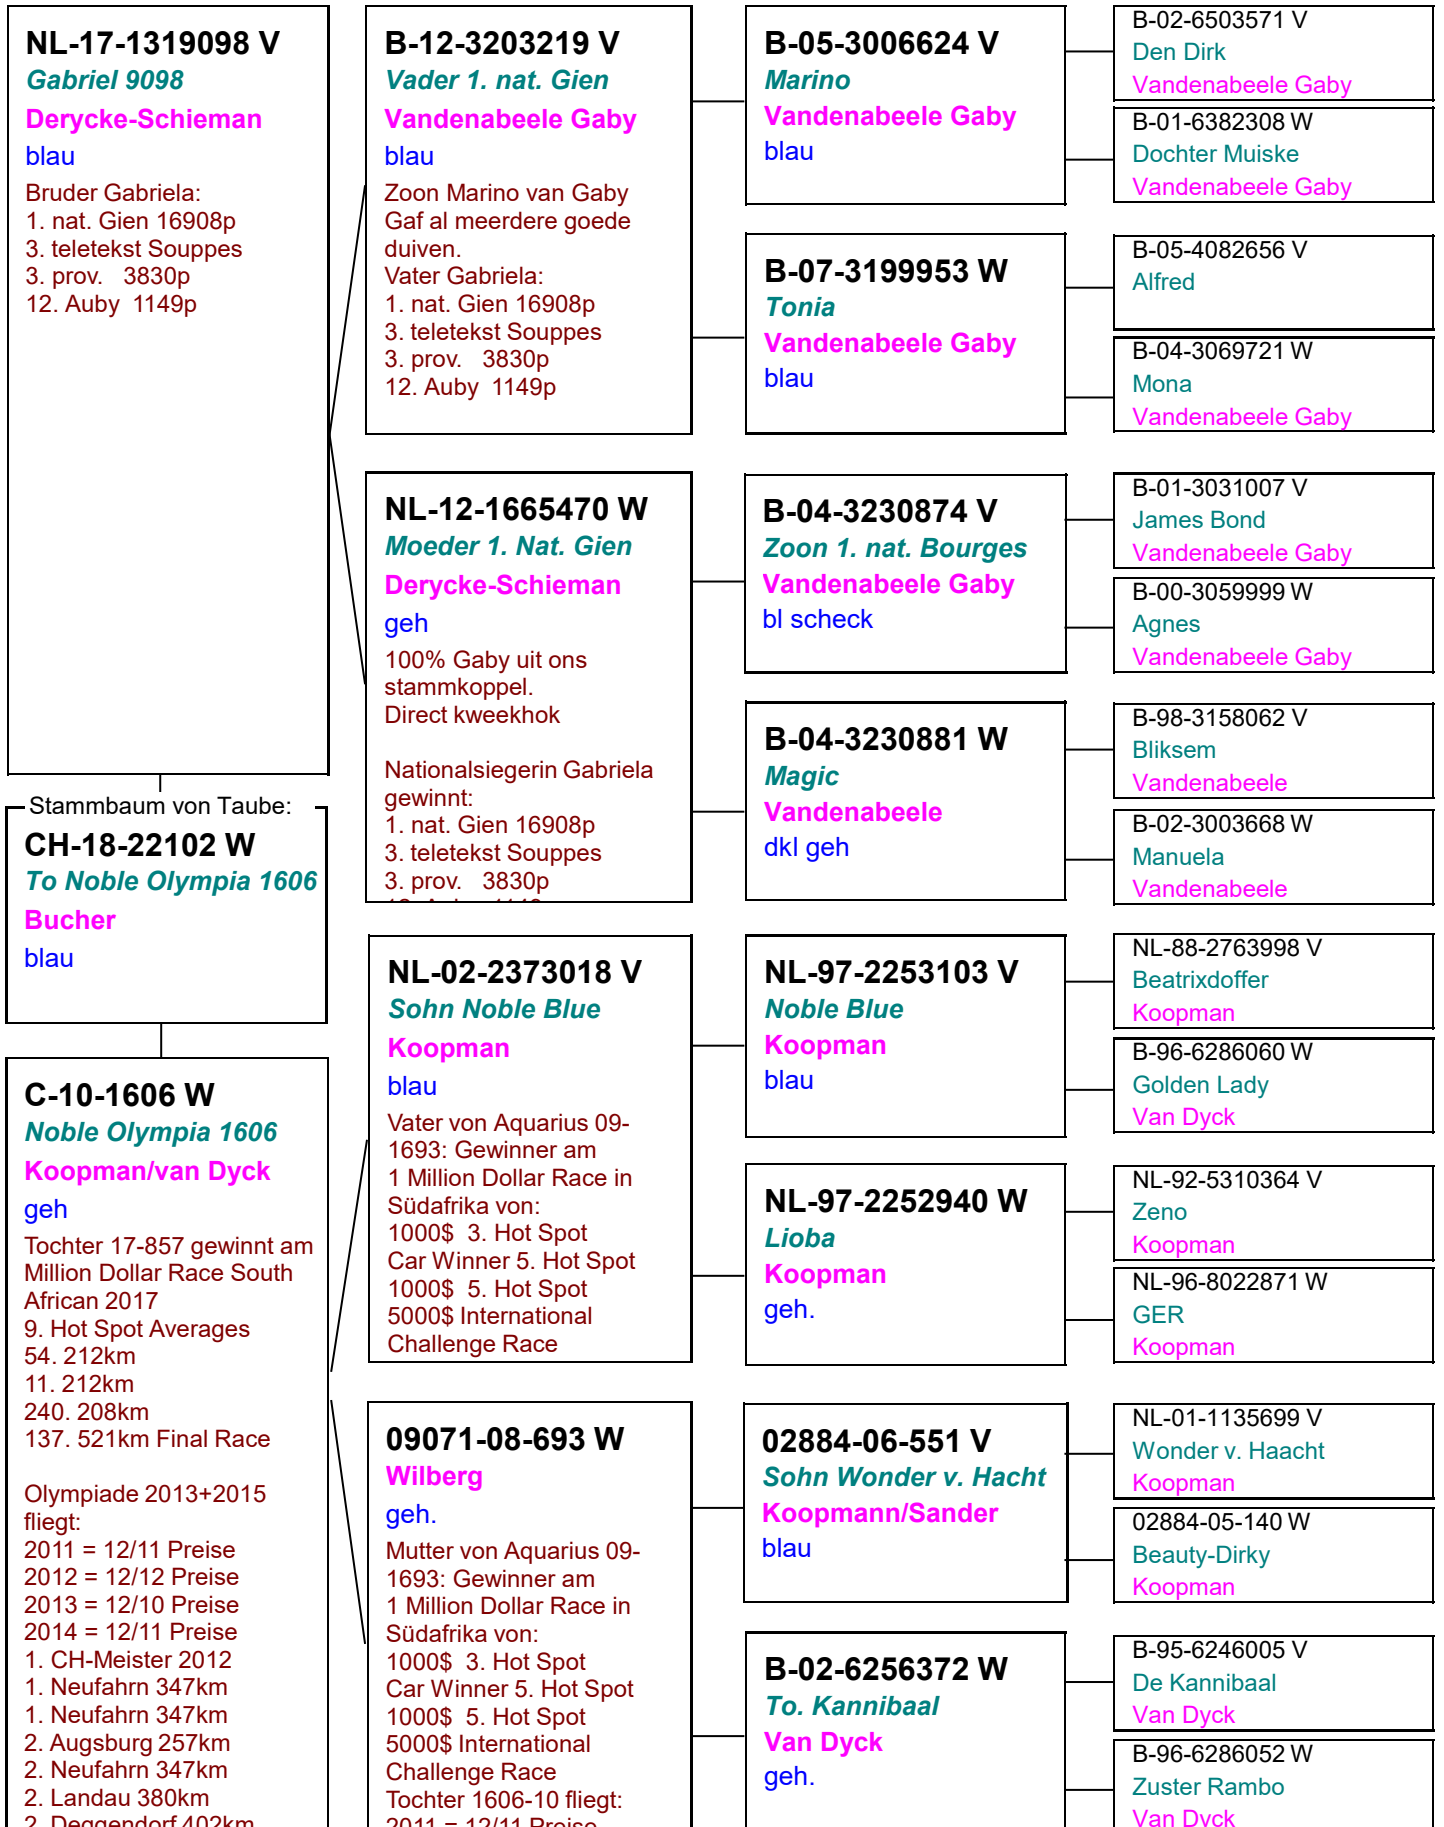 NL-17-1319098 V
Gabriel 9098
Derycke-Schieman
blau
Bruder Gabriela:
1. nat. Gien 16908p
3. teletekst Souppes
3. prov.   3830p
12. Auby  1149p
Stammbaum von Taube:
CH-18-22102 W
To Noble Olympia 1606
Bucher
blau
C-10-1606 W
Noble Olympia 1606
Koopman/van Dyck
geh
Tochter 17-857 gewinnt am
Million Dollar Race South
African 2017
9. Hot Spot Averages
54. 212km
11. 212km
240. 208km
137. 521km Final Race
Olympiade 2013+2015
fliegt:
2011 = 12/11 Preise
2012 = 12/12 Preise
2013 = 12/10 Preise
2014 = 12/11 Preise
1. CH-Meister 2012
1. Neufahrn 347km
1. Neufahrn 347km
2. Augsburg 257km
2. Neufahrn 347km
2. Landau 380km
2. Deggendorf 402km
B-12-3203219 V
Vader 1. nat. Gien
Vandenabeele Gaby
blau
Zoon Marino van Gaby
Gaf al meerdere goede
duiven.
Vater Gabriela:
1. nat. Gien 16908p
3. teletekst Souppes
3. prov.   3830p
12. Auby  1149p
NL-12-1665470 W
Moeder 1. Nat. Gien
Derycke-Schieman
geh
100% Gaby uit ons
stammkoppel.
Direct kweekhok
Nationalsiegerin Gabriela
gewinnt:
1. nat. Gien 16908p
3. teletekst Souppes
3. prov.   3830p
NL-02-2373018 V
Sohn Noble Blue
Koopman
blau
Vater von Aquarius 09-
1693: Gewinner am
1 Million Dollar Race in
Südafrika von:
1000$  3. Hot Spot
Car Winner 5. Hot Spot
1000$  5. Hot Spot
5000$ International
Challenge Race
09071-08-693 W
Wilberg
geh.
Mutter von Aquarius 09-
1693: Gewinner am
1 Million Dollar Race in
Südafrika von:
1000$  3. Hot Spot
Car Winner 5. Hot Spot
1000$  5. Hot Spot
5000$ International
Challenge Race
Tochter 1606-10 fliegt:
2011 = 12/11 Preise
B-05-3006624 V
Marino
Vandenabeele Gaby
blau
B-07-3199953 W
Tonia
Vandenabeele Gaby
blau
B-04-3230874 V
Zoon 1. nat. Bourges
Vandenabeele Gaby
bl scheck
B-04-3230881 W
Magic
Vandenabeele
dkl geh
NL-97-2253103 V
Noble Blue
Koopman
blau
NL-97-2252940 W
Lioba
Koopman
geh.
02884-06-551 V
Sohn Wonder v. Hacht
Koopmann/Sander
blau
B-02-6256372 W
To. Kannibaal
Van Dyck
geh.
B-02-6503571 V
Den Dirk
Vandenabeele Gaby
B-01-6382308 W
Dochter Muiske
Vandenabeele Gaby
B-05-4082656 V
Alfred
B-04-3069721 W
Mona
Vandenabeele Gaby
B-01-3031007 V
James Bond
Vandenabeele Gaby
B-00-3059999 W
Agnes
Vandenabeele Gaby
B-98-3158062 V
Bliksem
Vandenabeele
B-02-3003668 W
Manuela
Vandenabeele
NL-88-2763998 V
Beatrixdoffer
Koopman
B-96-6286060 W
Golden Lady
Van Dyck
NL-92-5310364 V
Zeno
Koopman
NL-96-8022871 W
GER
Koopman
NL-01-1135699 V
Wonder v. Haacht
Koopman
02884-05-140 W
Beauty-Dirky
Koopman
B-95-6246005 V
De Kannibaal
Van Dyck
B-96-6286052 W
Zuster Rambo
Van Dyck